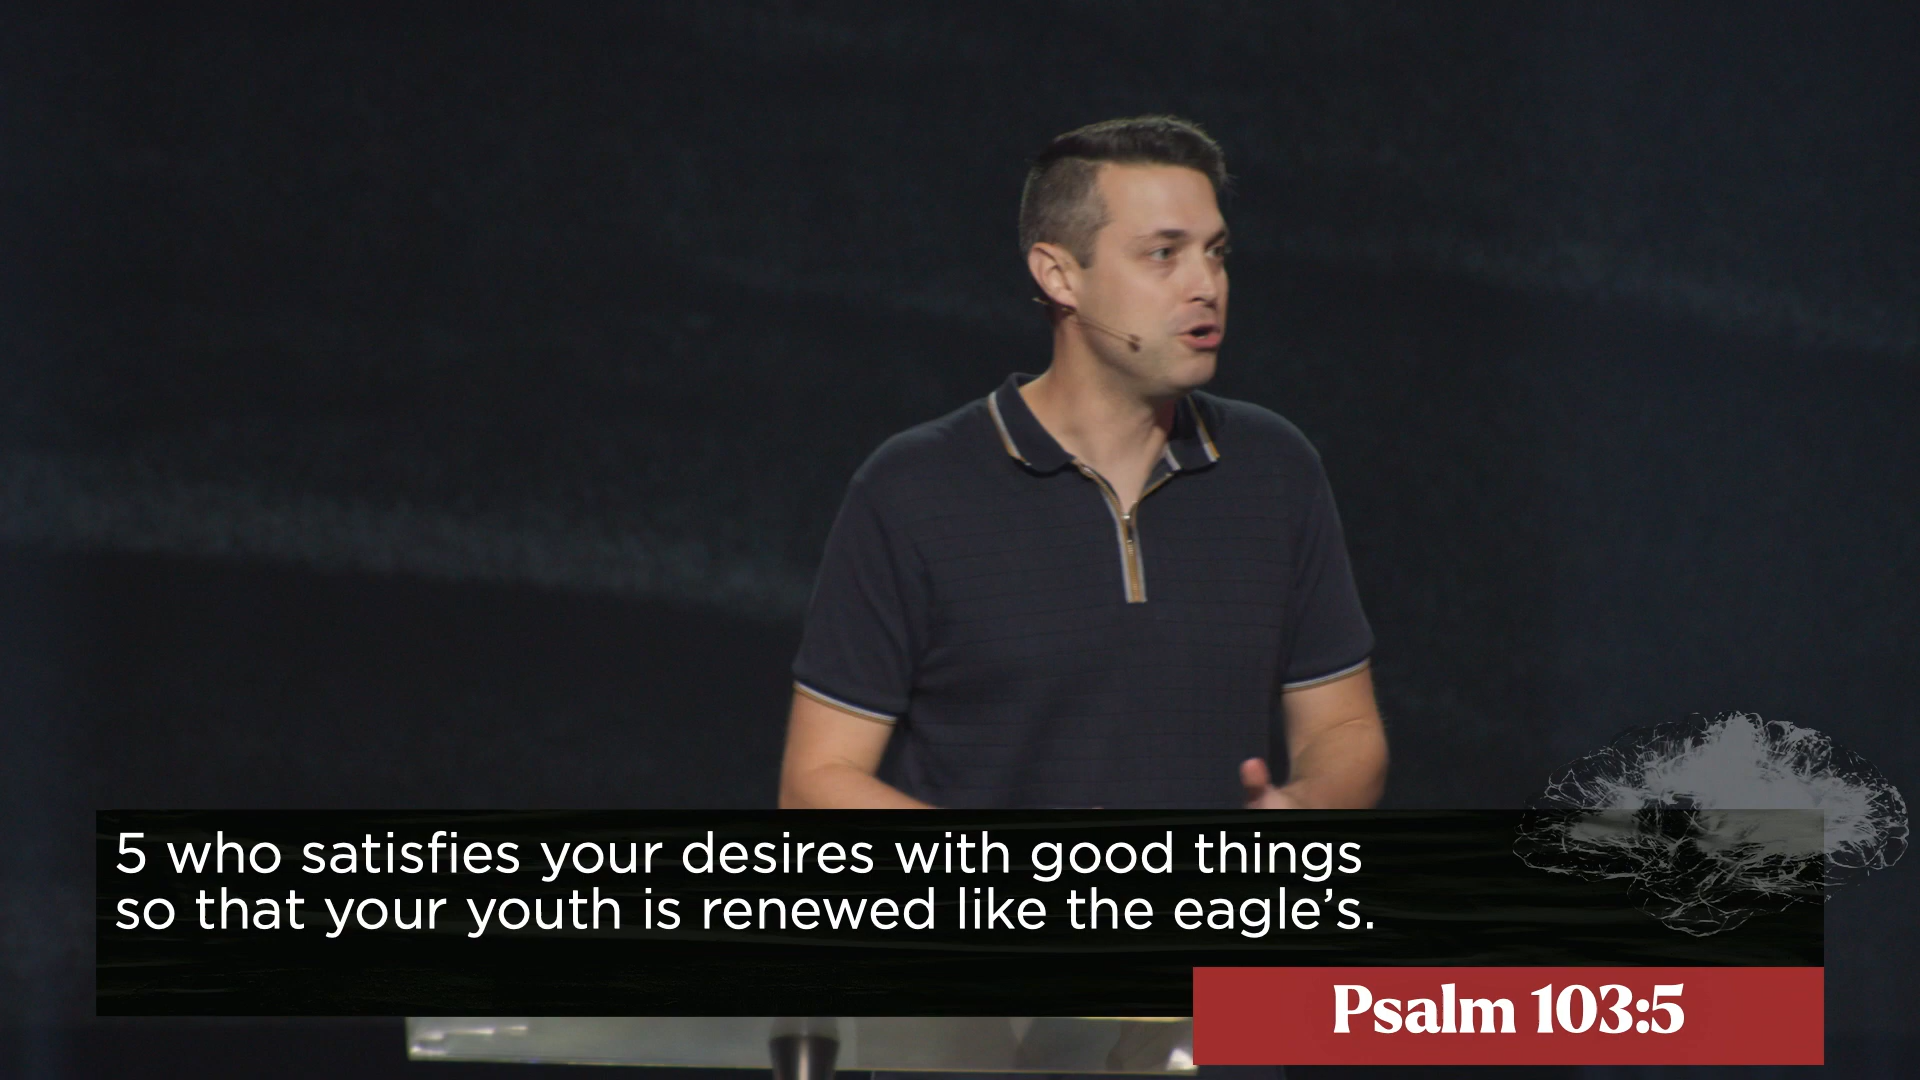 5 who satisfies your desires with good things
so that your youth is renewed like the eagle’s.
Psalm 103:5